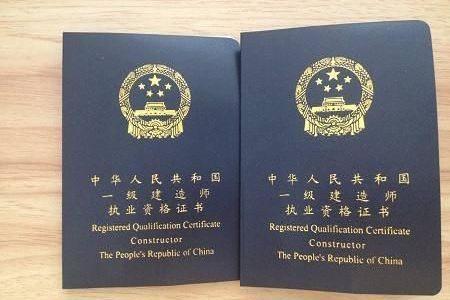 中华人民共和国
一级建造师
执业资格证书
Registered Qualification Certificate
Constructor
The People's Republic of China
中华人民共和国
一级建造师
执业资格证书
Registered Qualification Certificate
Constructor
The People's Republic of China